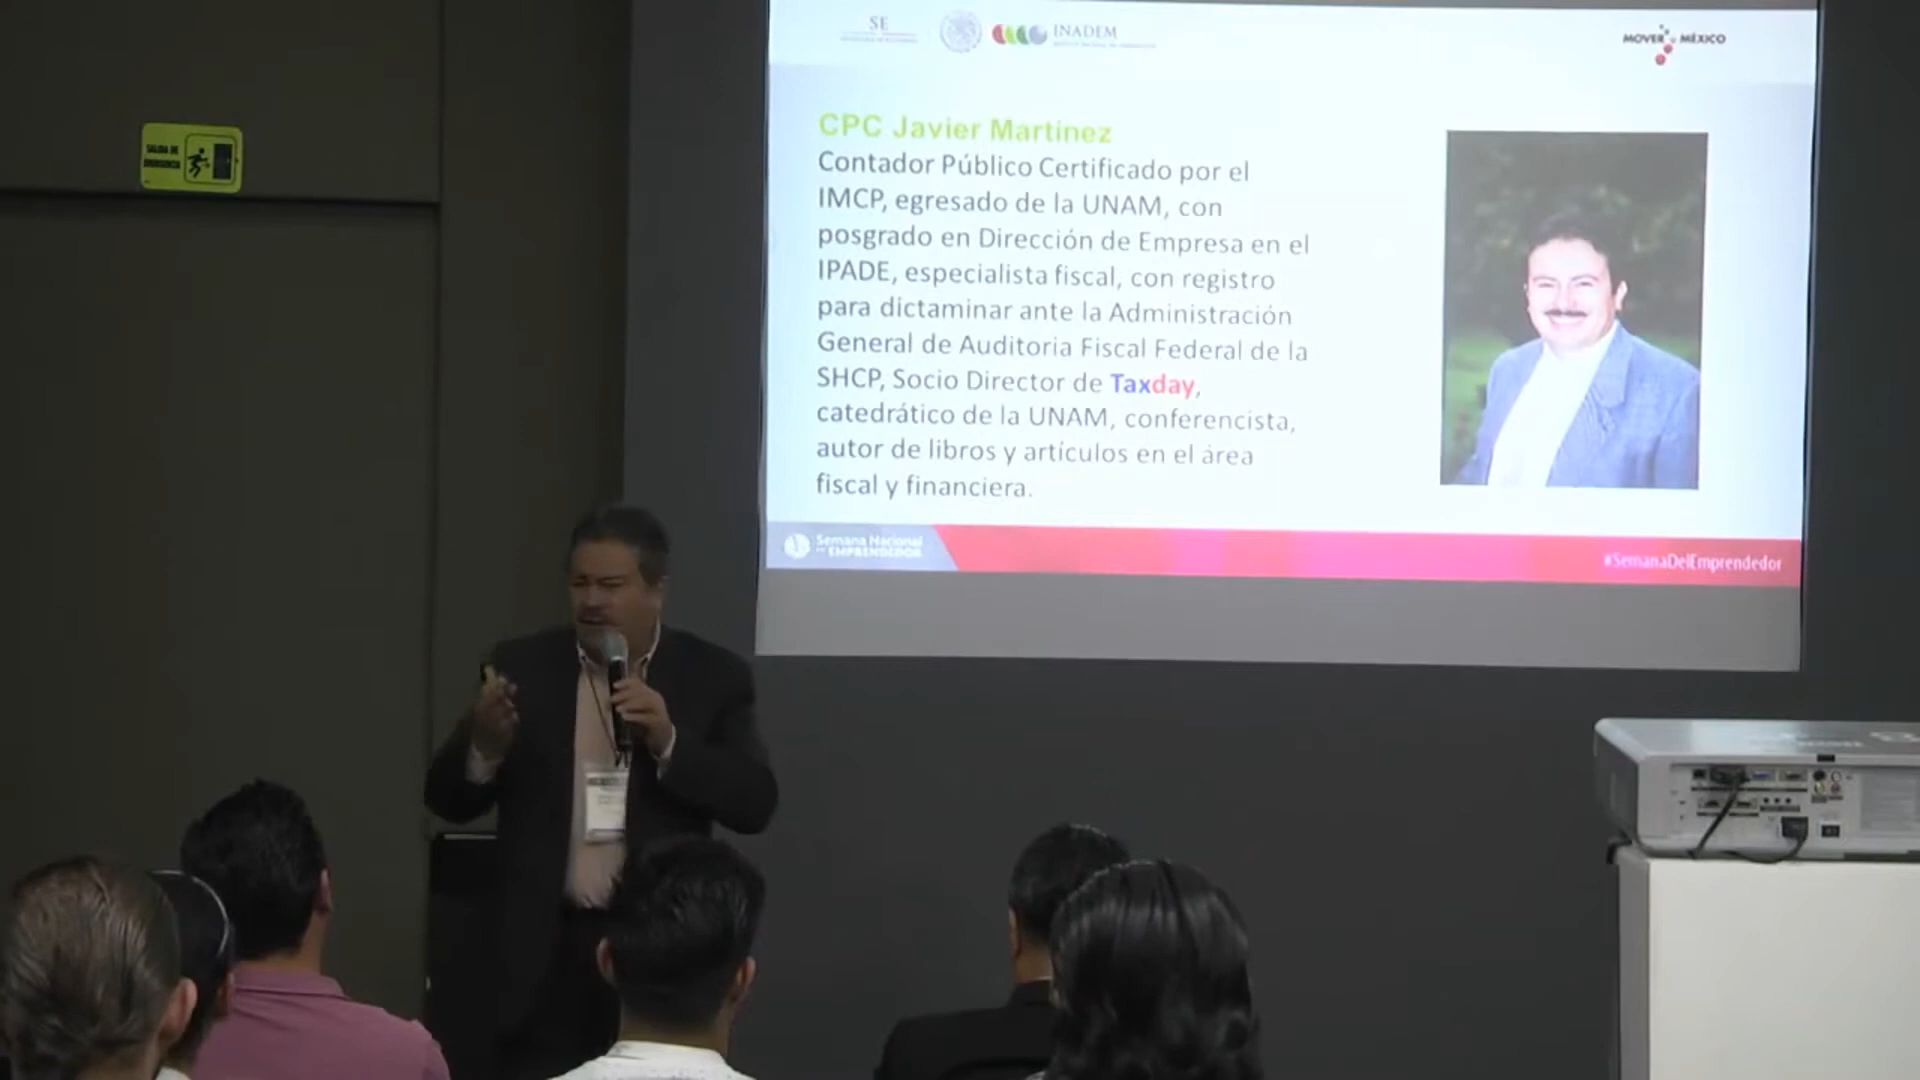 SE
INADEM
MOVER A MÉXICO
SALIDA DE
EMERGENCIA
CPC Javier Martinez
Contador Público Certificado por el
IMCP, egresado de la UNAM, con
posgrado en Dirección de Empresa en el
IPADE, especialista fiscal, con registro
para dictaminar ante la Administración
General de Auditoria Fiscal Federal de la
SHCP, Socio Director de Taxday,
catedrático de la UNAM, conferencista,
autor de libros y artículos en el área
fiscal y financiera.
Semana Nacional
EMPRENDEDOR
#SemanaDelEmprendedor